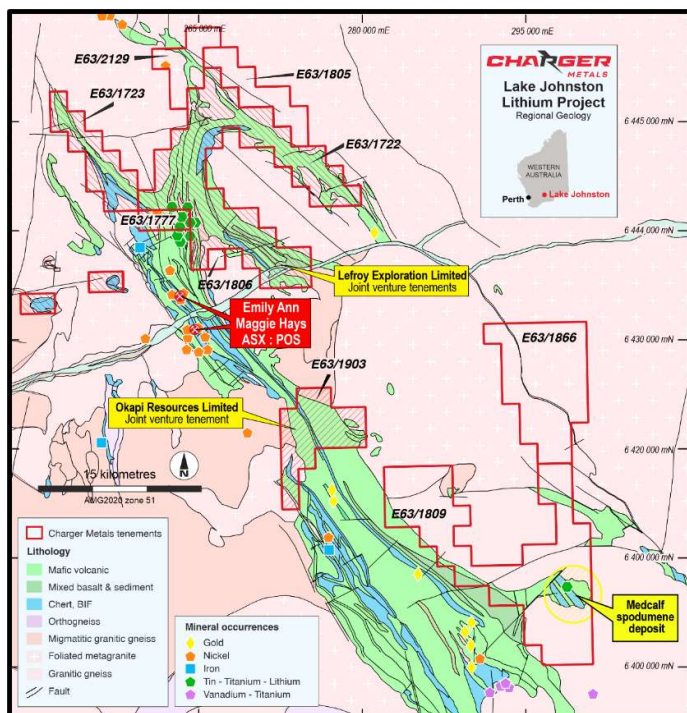 265 000 mE
280 000 mE
295 000 mE
E63/2129
E63/1805
E63/1723
E63/1722
CHARGER
METALS
Lake Johnston
Lithium Project
Regional Geology
WESTERN
AUSTRALIA
Perth
Lake Johnston
6 445 000 mN
6 440 000 mN
E63/1777
E63/1806
Lefroy Exploration Limited
Joint venture tenements
Emily Ann
Maggie Hays
ASX : POS
6 430 000 mN
E63/1866
E63/1903
Okapi Resources Limited
Joint venture tenement
6 420 000 mN
15 kilometres
N
AMG2020 zone 51
E63/1809
6 400 000 mN
Medcalf
spodumene
deposit
6 400 000 mN
Charger Metals tenements
Lithology
Mafic volcanic
Mixed basalt & sediment
Chert, BIF
Orthogneiss
Migmatitic granitic gneiss
Foliated metagranite
Granitic gneiss
Fault
Mineral occurrences
Gold
Nickel
Iron
Tin - Titanium - Lithium
Vanadium - Titanium